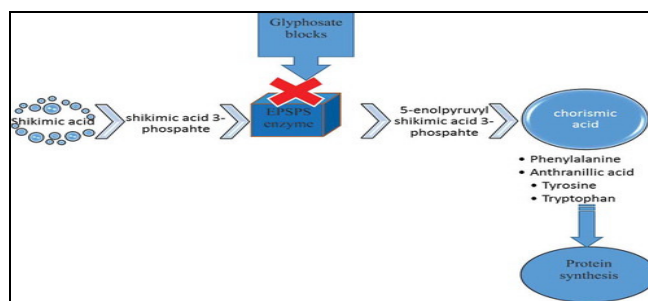 Glyphosate
blocks
Shikimic acid
shikimic acid 3-
phospahte
EPSPS
enzyme
5-enolpyruvyl
shikimic acid 3-
phospahte
chorismic
acid
• Phenylalanine
• Anthranillic acid
• Tyrosine
• Tryptophan
Protein
synthesis